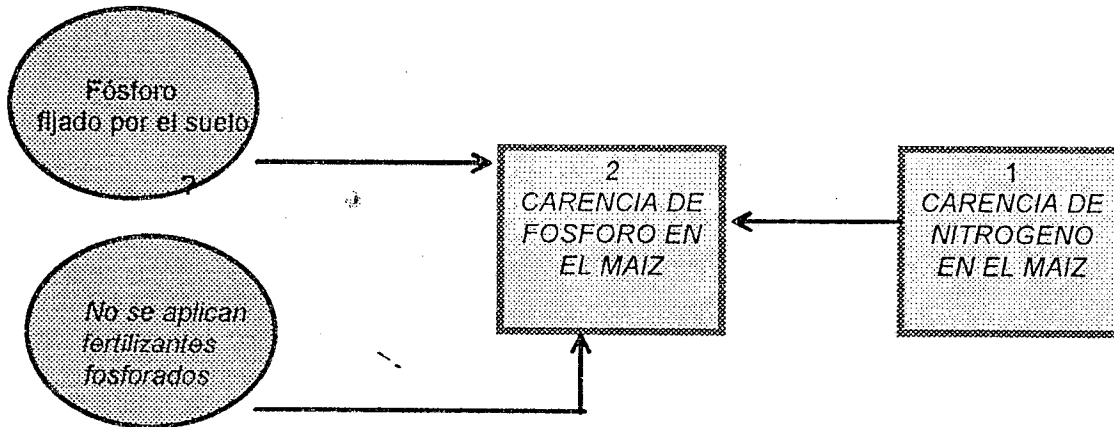 Fósforo
fijado por el suelo
?
No se aplican
fertilizantes
fosforados
2
CARENCIA DE
FOSFORO EN
EL MAIZ
1
CARENCIA DE
NITROGENO
EN EL MAIZ